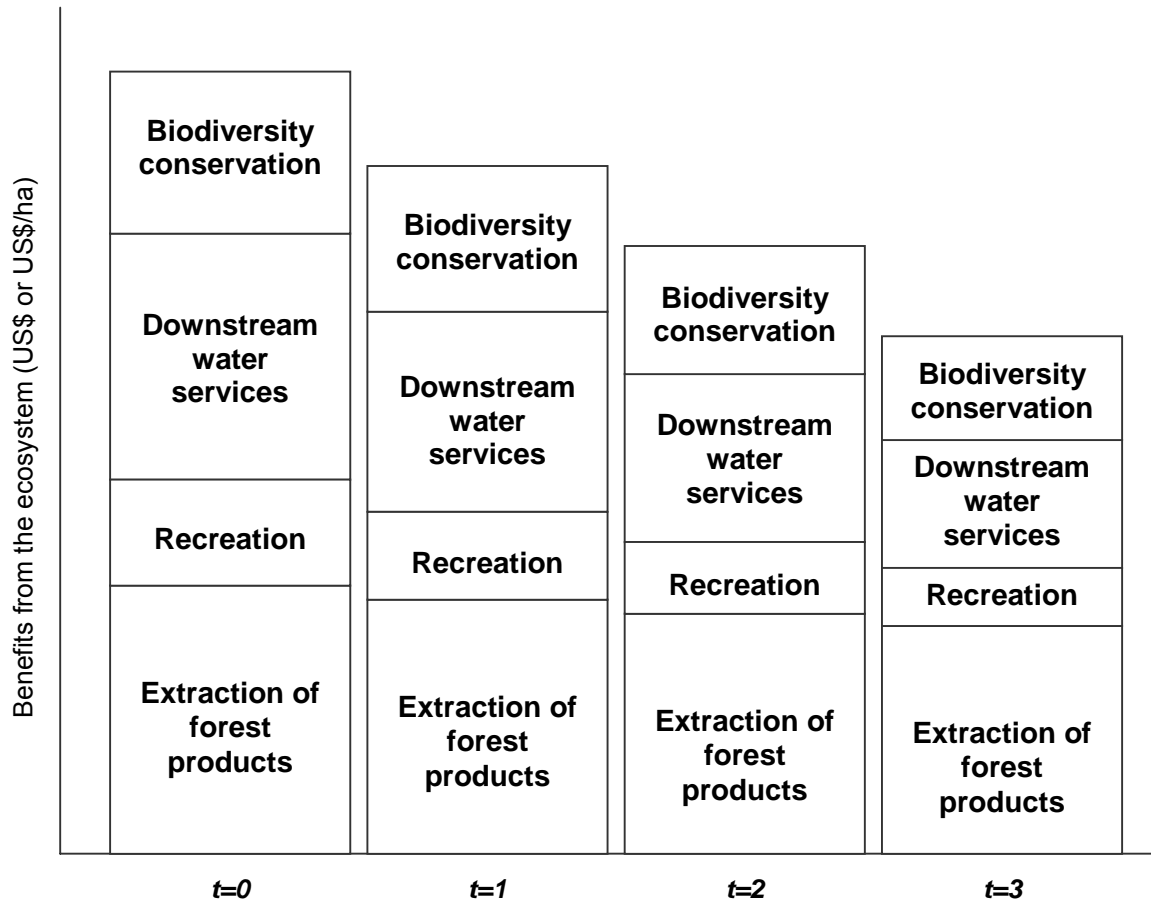 Benefits from the ecosystem (US$ or US$/ha)
Biodiversity
conservation
Downstream
water
services
Recreation
Extraction of
forest
products
Biodiversity
conservation
Downstream
water
services
Recreation
Extraction of
forest
products
Biodiversity
conservation
Downstream
water
services
Recreation
Extraction of
forest
products
Biodiversity
conservation
Downstream
water
services
Recreation
Extraction of
forest
products
t=0
t=1
t=2
t=3